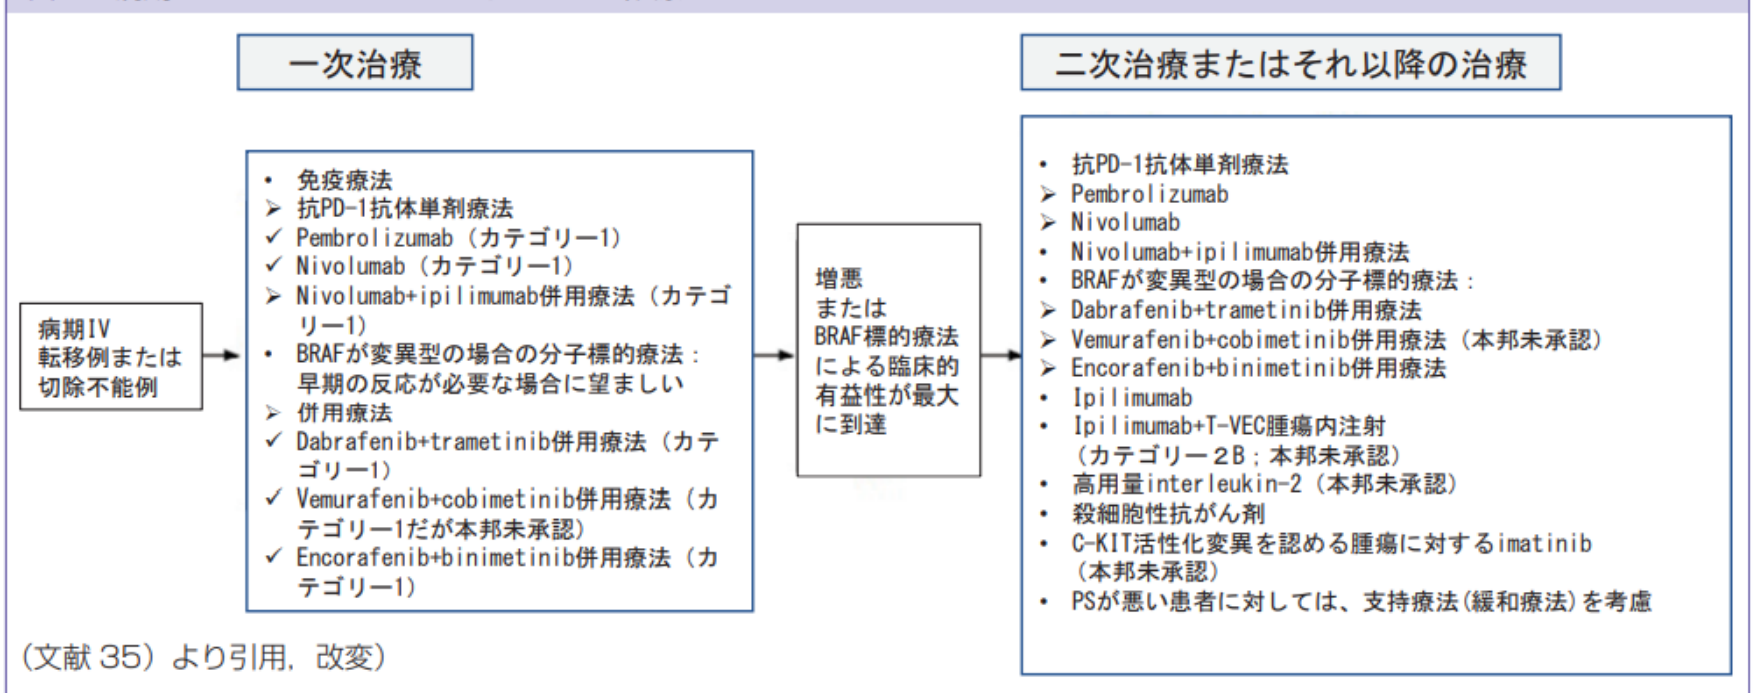 一次治療
二次治療またはそれ以降の治療
病期IV
転移例または
切除不能例
• 免疫療法
➢ 抗PD-1抗体単剤療法
✓ Pembrolizumab（カテゴリー1）
✓ Nivolumab（カテゴリー1）
➢ Nivolumab+ipilimumab併用療法（カテゴ
リー1）
• BRAFが変異型の場合の分子標的療法：
早期の反応が必要な場合に望ましい
➢ 併用療法
✓ Dabrafenib+trametinib併用療法（カテ
ゴリー1）
✓ Vemurafenib+cobimetinib併用療法（カ
テゴリー1だが本邦未承認）
✓ Encorafenib+binimetinib併用療法（カ
テゴリー1）
増悪
または
BRAF標的療法
による臨床的
有益性が最大
に到達
• 抗PD-1抗体単剤療法
➢ Pembrolizumab
➢ Nivolumab
• Nivolumab+ipilimumab併用療法
• BRAFが変異型の場合の分子標的療法：
➢ Dabrafenib+trametinib併用療法
➢ Vemurafenib+cobimetinib併用療法（本邦未承認）
➢ Encorafenib+binimetinib併用療法
• Ipilimumab
• Ipilimumab+T-VEC腫瘍内注射
（カテゴリー２B；本邦未承認）
• 高用量interleukin-2（本邦未承認）
• 殺細胞性抗がん剤
• C-KIT活性化変異を認める腫瘍に対するimatinib
（本邦未承認）
• PSが悪い患者に対しては、支持療法(緩和療法)を考慮
（文献 35）より引用，改変）